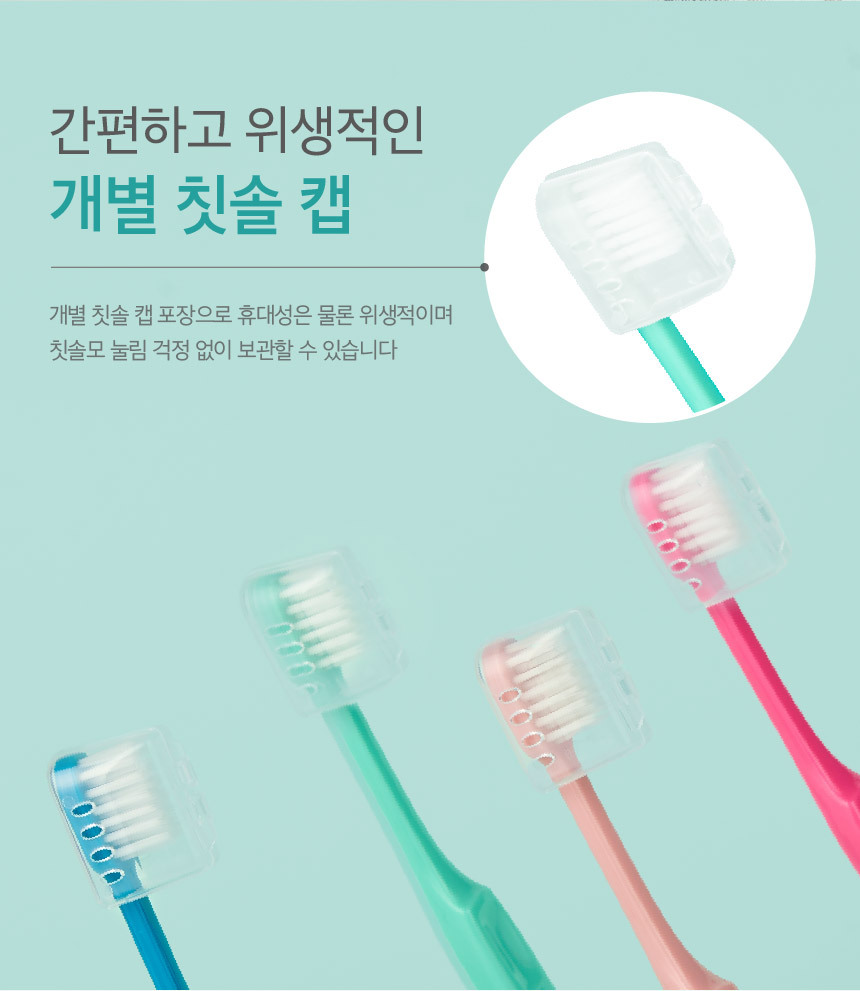 간편하고 위생적인
개별 칫솔 캡
개별 칫솔 캡 포장으로 휴대성은 물론 위생적이며
칫솔모 눌림 걱정 없이 보관할 수 있습니다